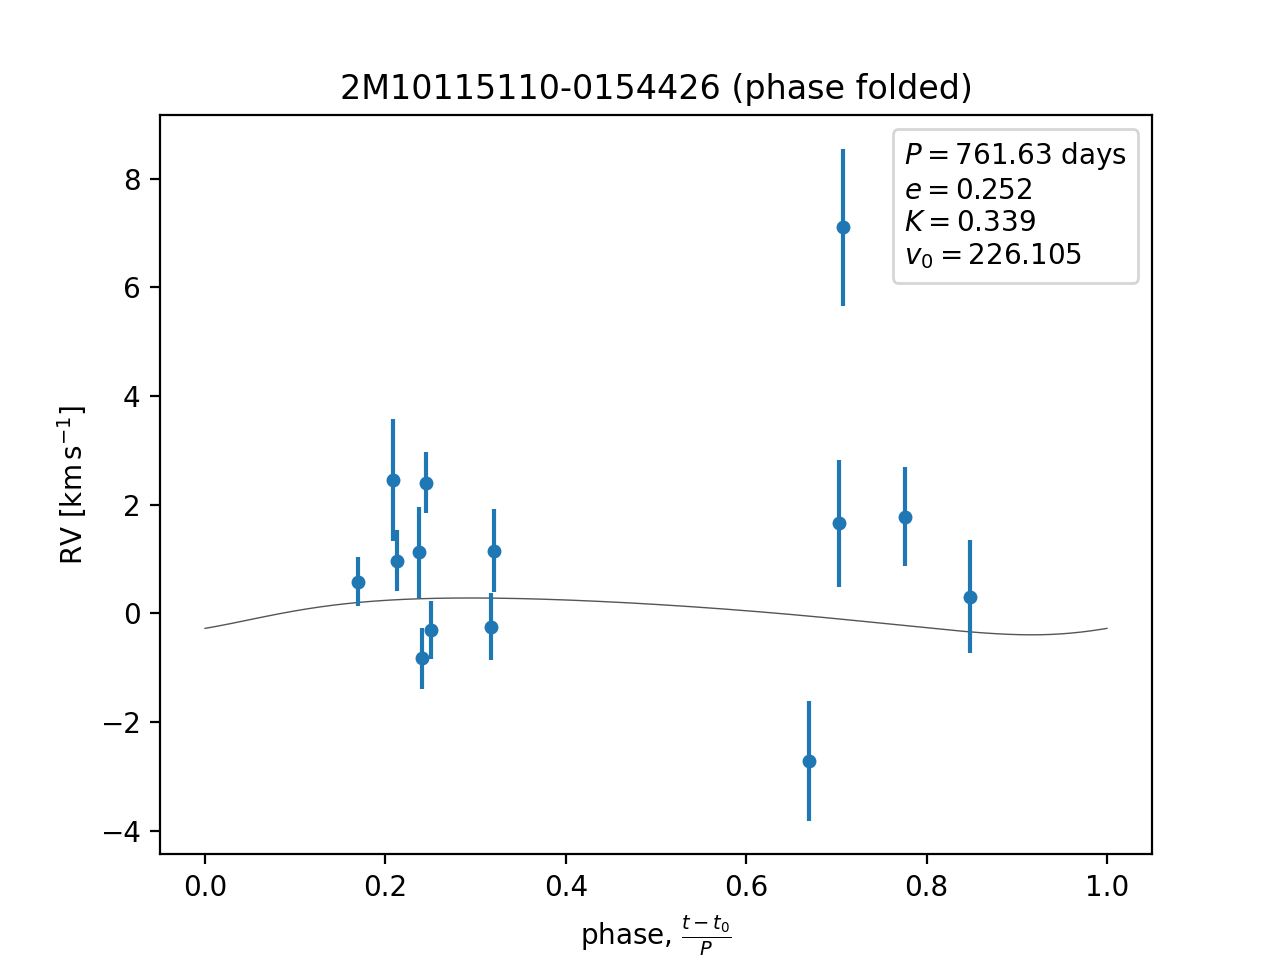 2M10115110-0154426 (phase folded)
P = 761.63 days
e = 0.252
K = 0.339
v₀ = 226.105
8
6
4
2
0
−2
−4
RV [km s⁻¹]
0.0 0.2 0.4 0.6 0.8 1.0
phase, (t − t₀)/P